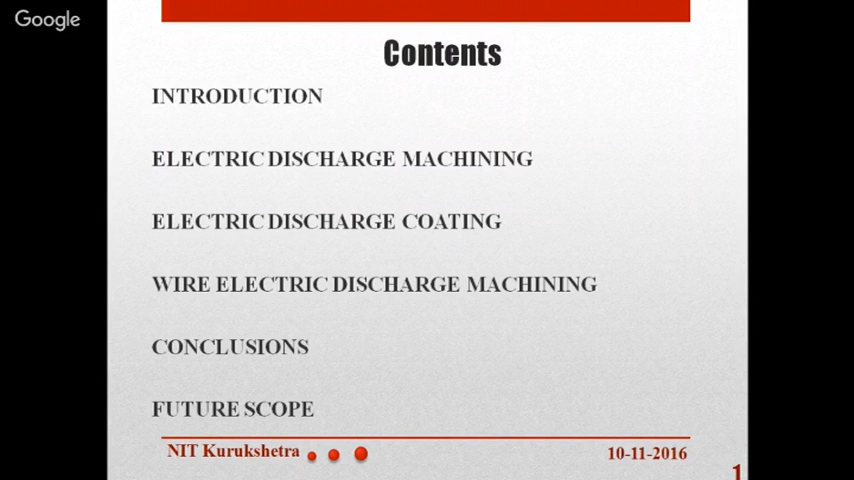 Google
Contents
INTRODUCTION
ELECTRIC DISCHARGE MACHINING
ELECTRIC DISCHARGE COATING
WIRE ELECTRIC DISCHARGE MACHINING
CONCLUSIONS
FUTURE SCOPE
NIT Kurukshetra
10-11-2016
1